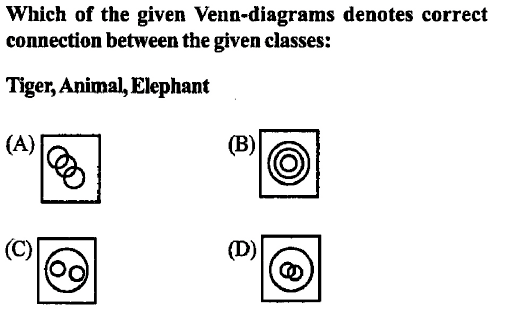 Which of the given Venn-diagrams denotes correct
connection between the given classes:
Tiger, Animal, Elephant
(A)
(B)
(C)
(D)